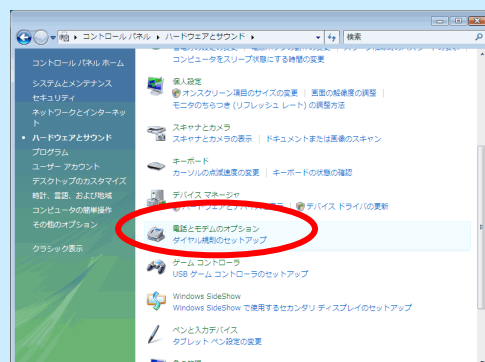 コントロール パネル ▸ ハードウェアとサウンド ▸
検索
コントロール パネル ホーム
システムとメンテナンス
セキュリティ
ネットワークとインターネッ
ト
ハードウェアとサウンド
プログラム
ユーザー アカウント
デスクトップのカスタマイズ
時計、言語、および地域
コンピュータの簡単操作
その他のオプション
クラシック表示
コンピュータをスリープ状態にする時間の変更
個人設定
オンスクリーン項目のサイズの変更 | 画面の解像度の調整 |
モニタのちらつき (リフレッシュ レート) の調整方法
スキャナとカメラ
スキャナとカメラの表示 | ドキュメントまたは画像のスキャン
キーボード
カーソルの点滅速度の変更 | キーボードの状態の確認
デバイス マネージャ
デバイス ドライバの更新
電話とモデムのオプション
ダイヤル規則のセットアップ
ゲーム コントローラ
USB ゲーム コントローラのセットアップ
Windows SideShow
Windows SideShow で使用するセカンダリ ディスプレイのセットアップ
ペンと入力デバイス
タブレット ペン設定の変更